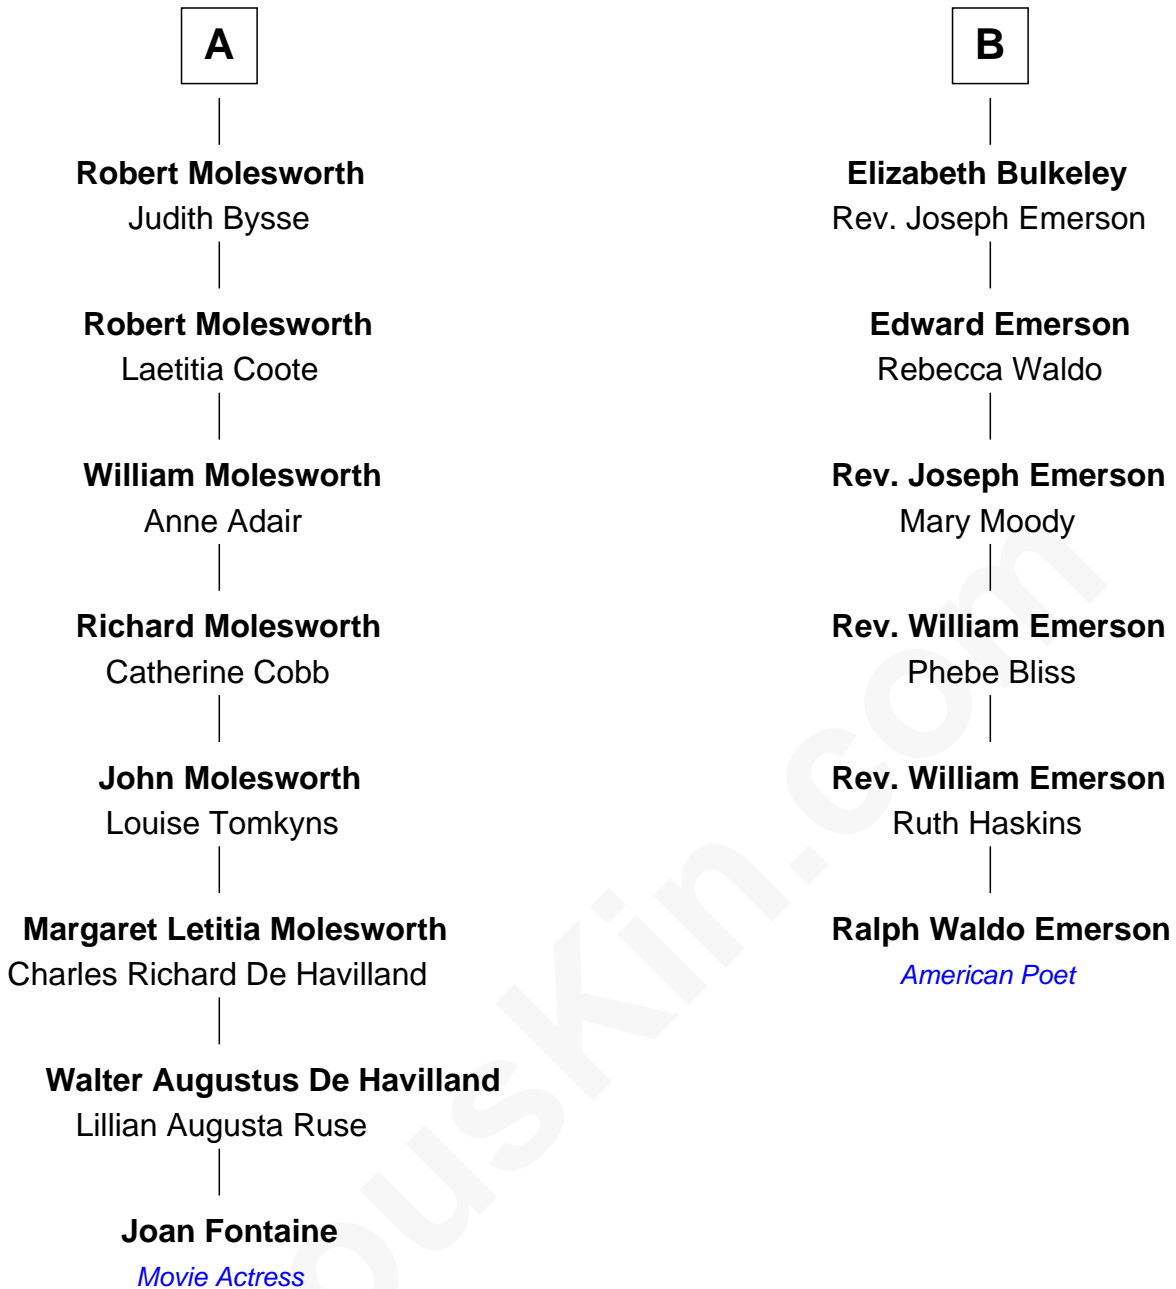 A
Robert Molesworth
Judith Bysse
Robert Molesworth
Laetitia Coote
William Molesworth
Anne Adair
Richard Molesworth
Catherine Cobb
John Molesworth
Louise Tomkyns
Margaret Letitia Molesworth
Charles Richard De Havilland
Walter Augustus De Havilland
Lillian Augusta Ruse
Joan Fontaine
Movie Actress
B
Elizabeth Bulkeley
Rev. Joseph Emerson
Edward Emerson
Rebecca Waldo
Rev. Joseph Emerson
Mary Moody
Rev. William Emerson
Phebe Bliss
Rev. William Emerson
Ruth Haskins
Ralph Waldo Emerson
American Poet
ousKin.com